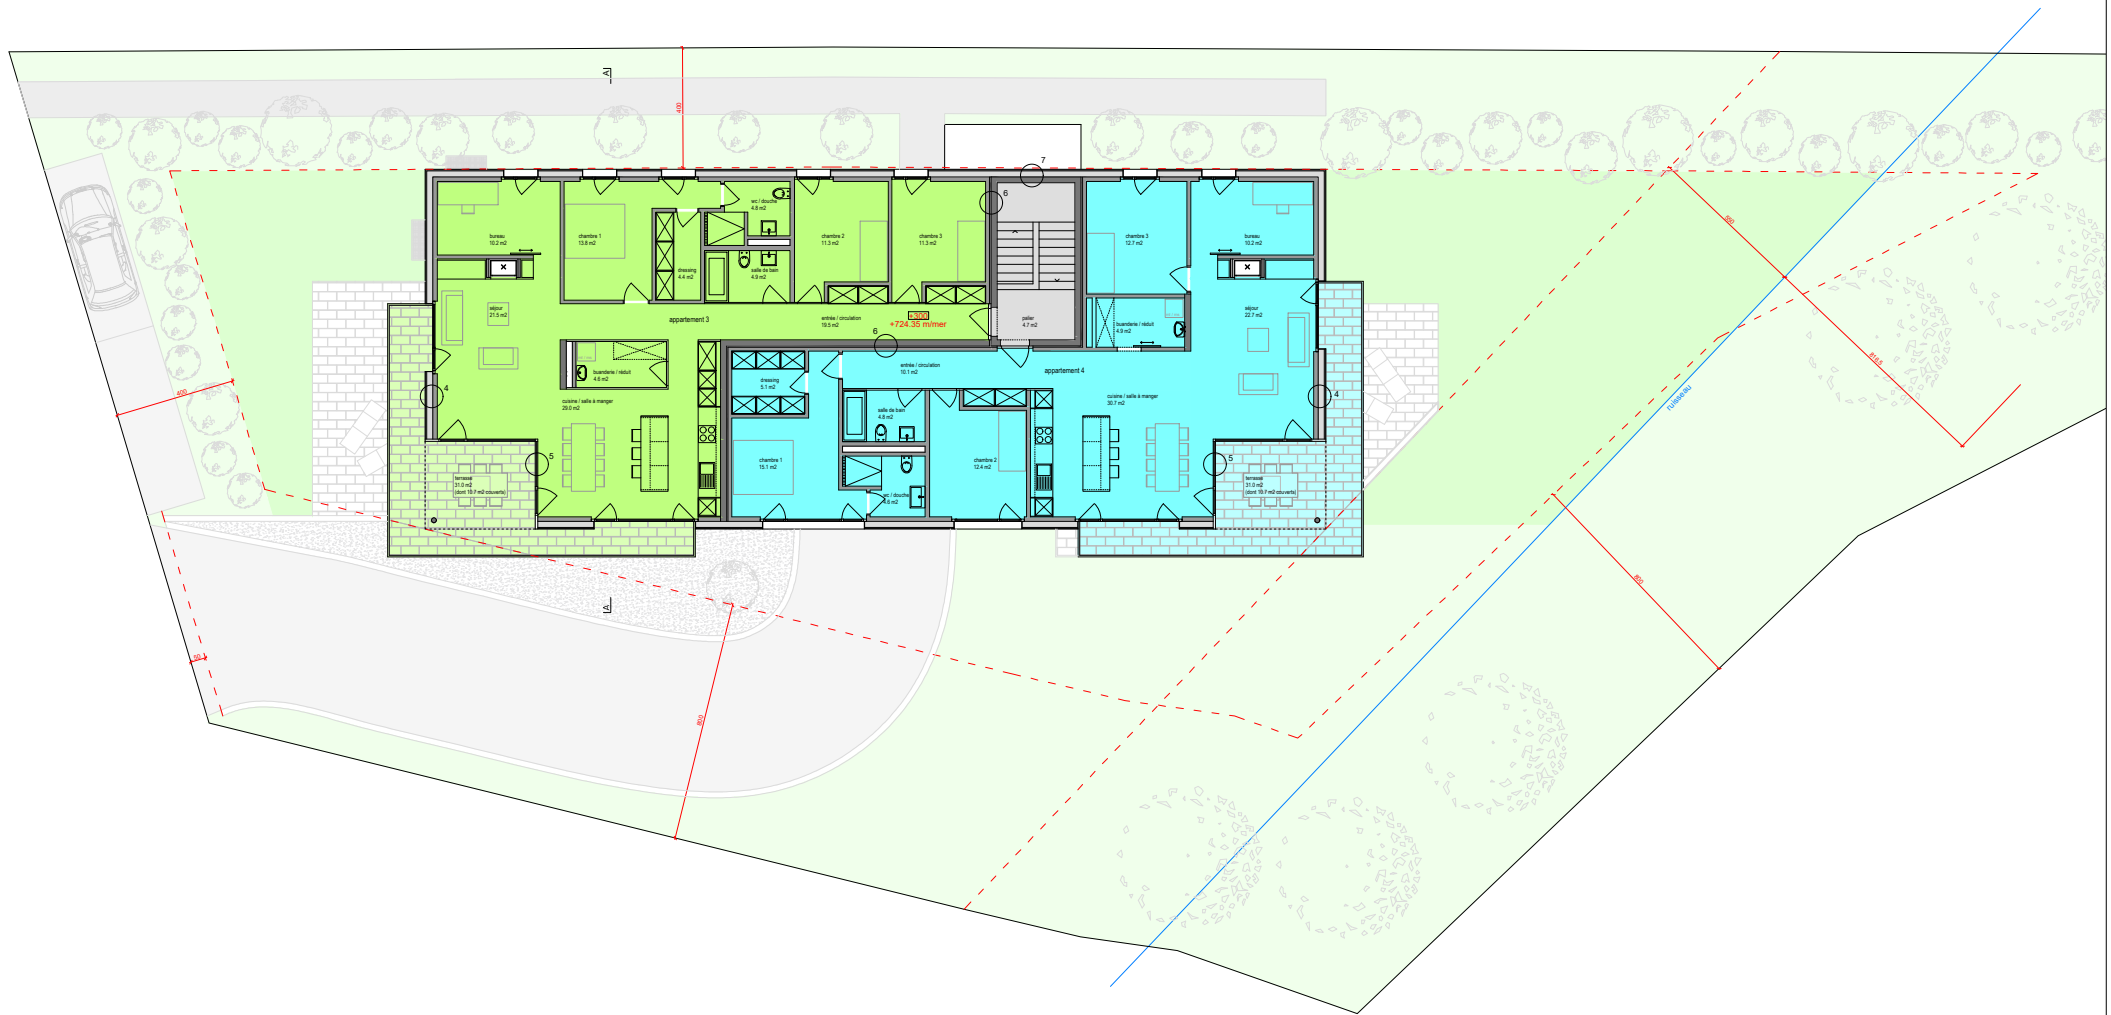 A
400
7
6
bureau
10.2 m2
chambre 1
13.8 m2
wc / douche
4.8 m2
chambre 2
11.3 m2
chambre 3
11.3 m2
dressing
4.4 m2
salle de bain
4.9 m2
chambre 3
12.7 m2
bureau
10.2 m2
550
séjour
21.5 m2
appartement 3
entrée / circulation
19.5 m2
+300
+724.35 m/mer
palier
4.7 m2
buanderie / réduit
4.9 m2
séjour
22.7 m2
6
buanderie / réduit
4.6 m2
entrée / circulation
10.1 m2
appartement 4
dressing
5.1 m2
400
4
cuisine / salle à manger
29.0 m2
salle de bain
4.8 m2
cuisine / salle à manger
30.7 m2
4
ruisseau
5
chambre 1
15.1 m2
chambre 2
12.4 m2
5
terrasse
31.0 m2
(dont 10.7 m2 couverts)
wc / douche
4.6 m2
terrasse
31.0 m2
(dont 10.7 m2 couverts)
800
A
50